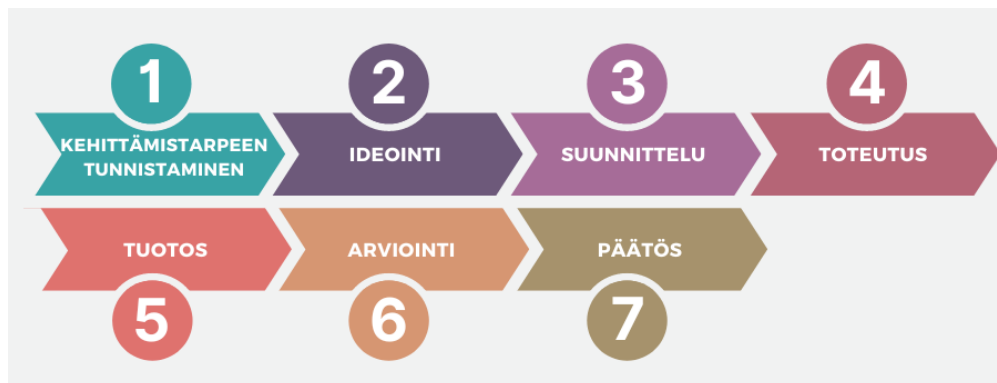 1
KEHITTÄMISTARPEEN
TUNNISTAMINEN
2
IDEOINTI
3
SUUNNITTELU
4
TOTEUTUS
TUOTOS
5
ARVIOINTI
6
PÄÄTÖS
7